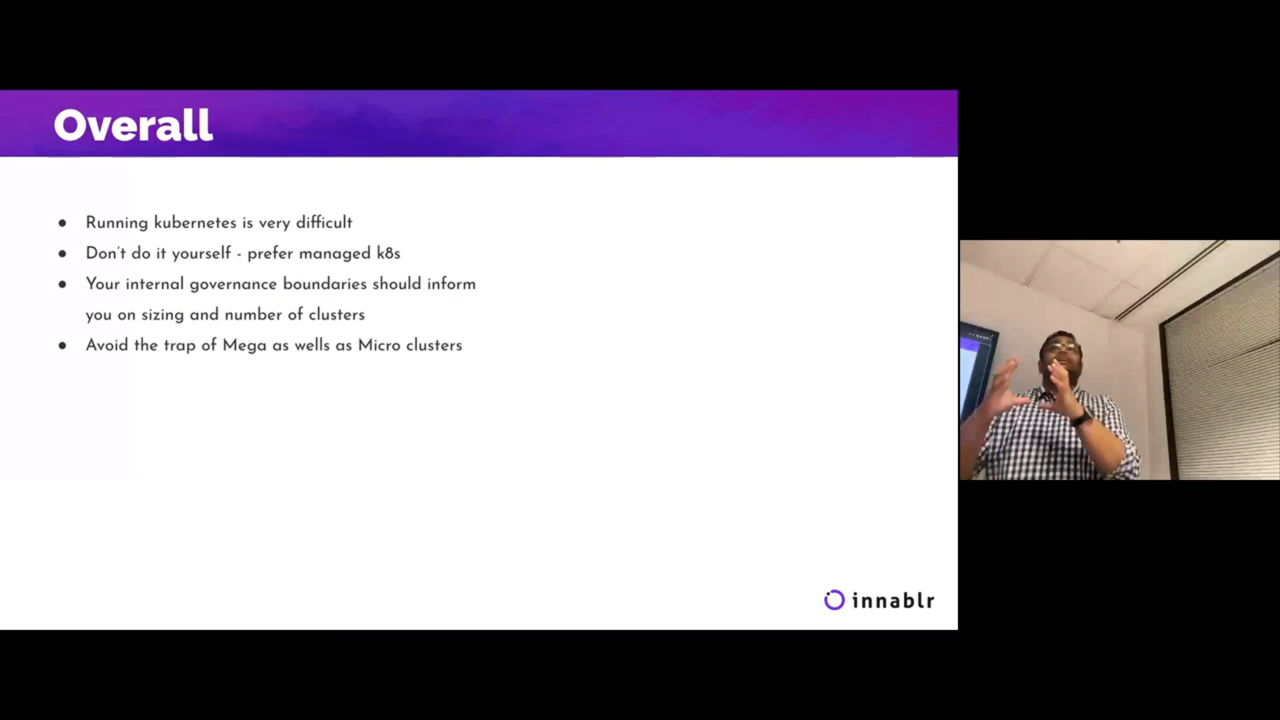 Overall
● Running kubernetes is very difficult
● Don't do it yourself - prefer managed k8s
● Your internal governance boundaries should inform
you on sizing and number of clusters
● Avoid the trap of Mega as wells as Micro clusters
innablr